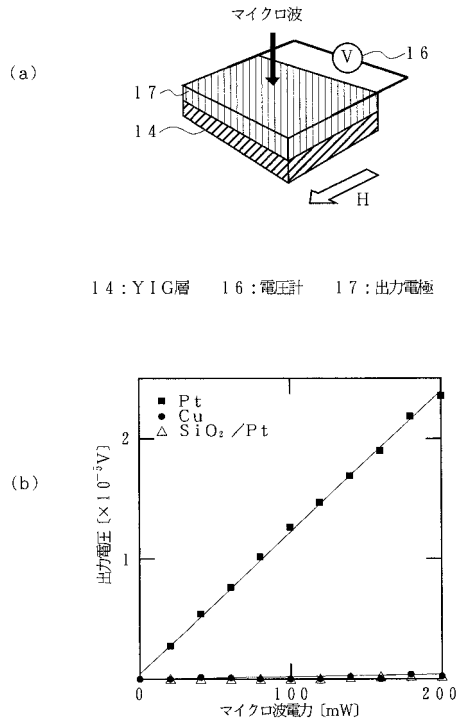 マイクロ波
(a)
V
16
17
14
H
14:YIG層 16:電圧計 17:出力電極
(b)
■ Pt
● Cu
△ SiO₂/Pt
出力電圧[×10⁻⁵V]
2
1
0
100
200
マイクロ波電力[mW]